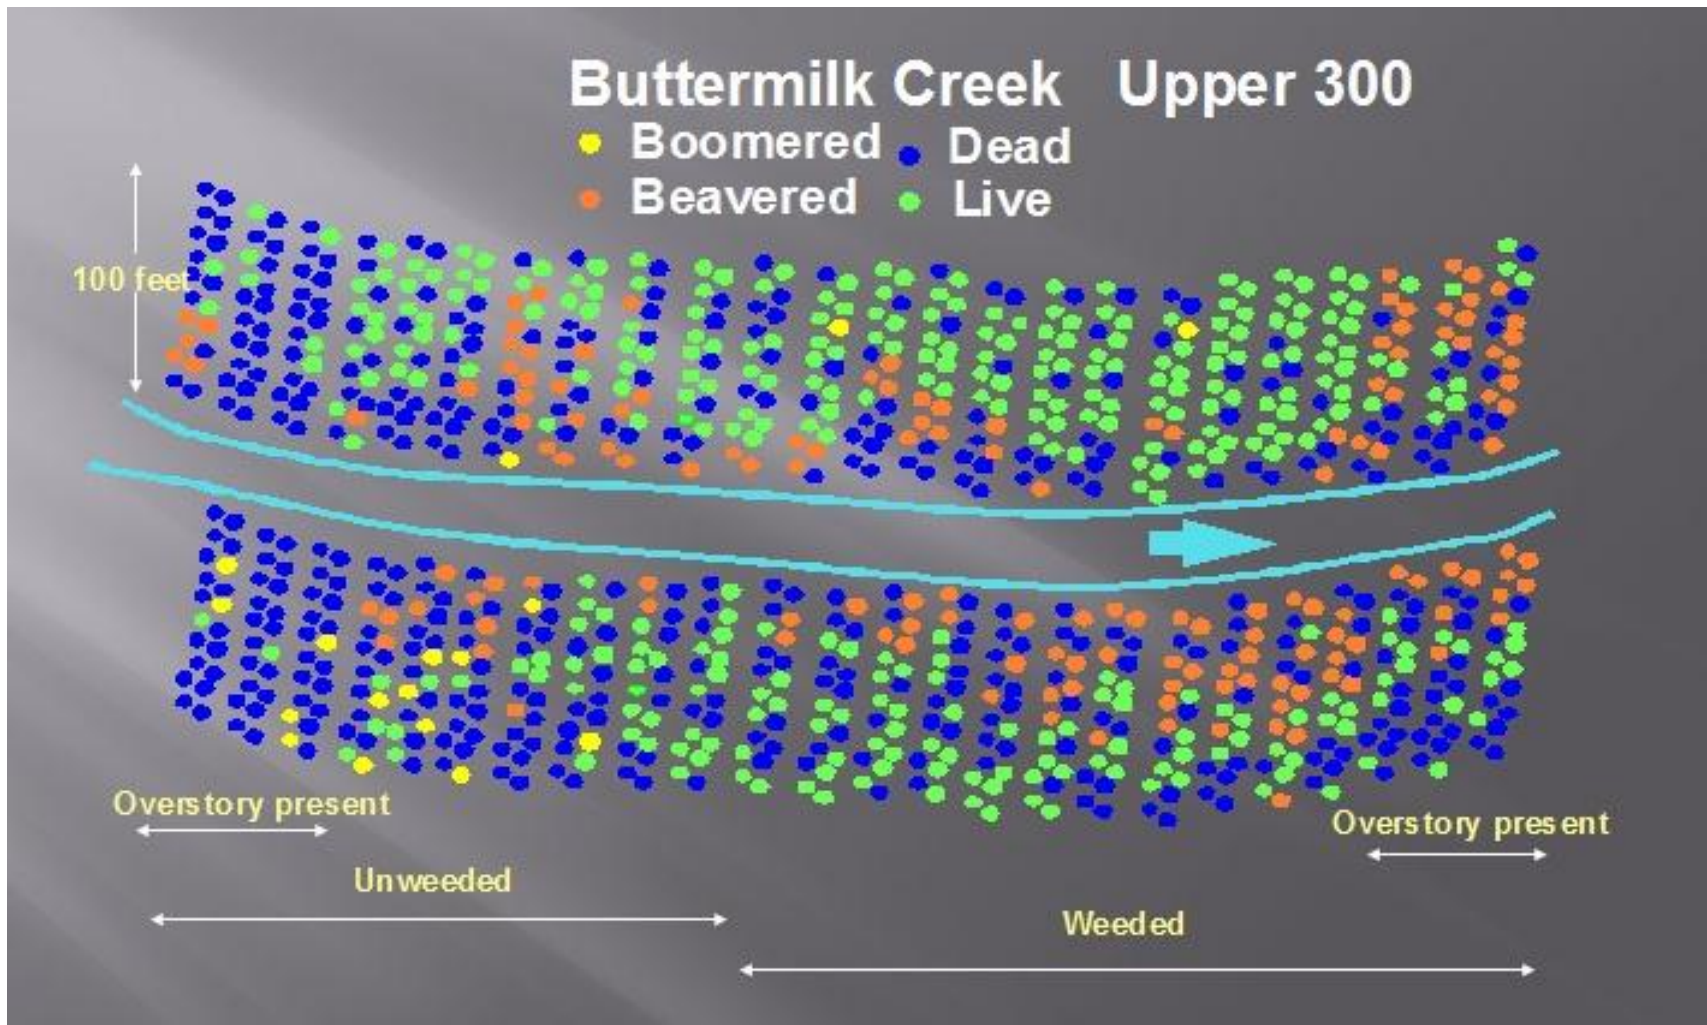 Buttermilk Creek Upper 300
Boomered Dead
Beavered Live
100 feet
Overstory present
Overstory present
Unweeded
Weeded